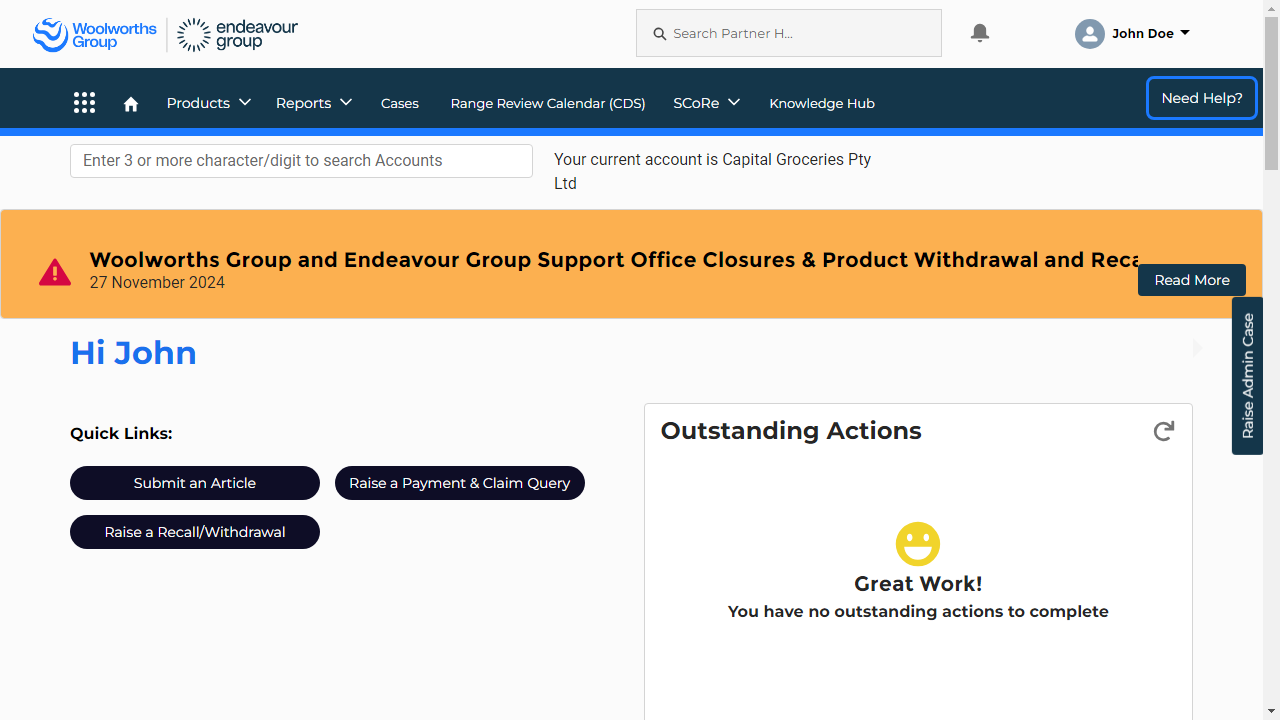 Woolworths Group
endeavour group
Search Partner H...
John Doe
Products
Reports
Cases
Range Review Calendar (CDS)
SCoRe
Knowledge Hub
Need Help?
Enter 3 or more character/digit to search Accounts
Your current account is Capital Groceries Pty
Ltd
Woolworths Group and Endeavour Group Support Office Closures & Product Withdrawal and Reca
27 November 2024
Read More
Raise Admin Case
Hi John
Quick Links:
Submit an Article
Raise a Payment & Claim Query
Raise a Recall/Withdrawal
Outstanding Actions
Great Work!
You have no outstanding actions to complete